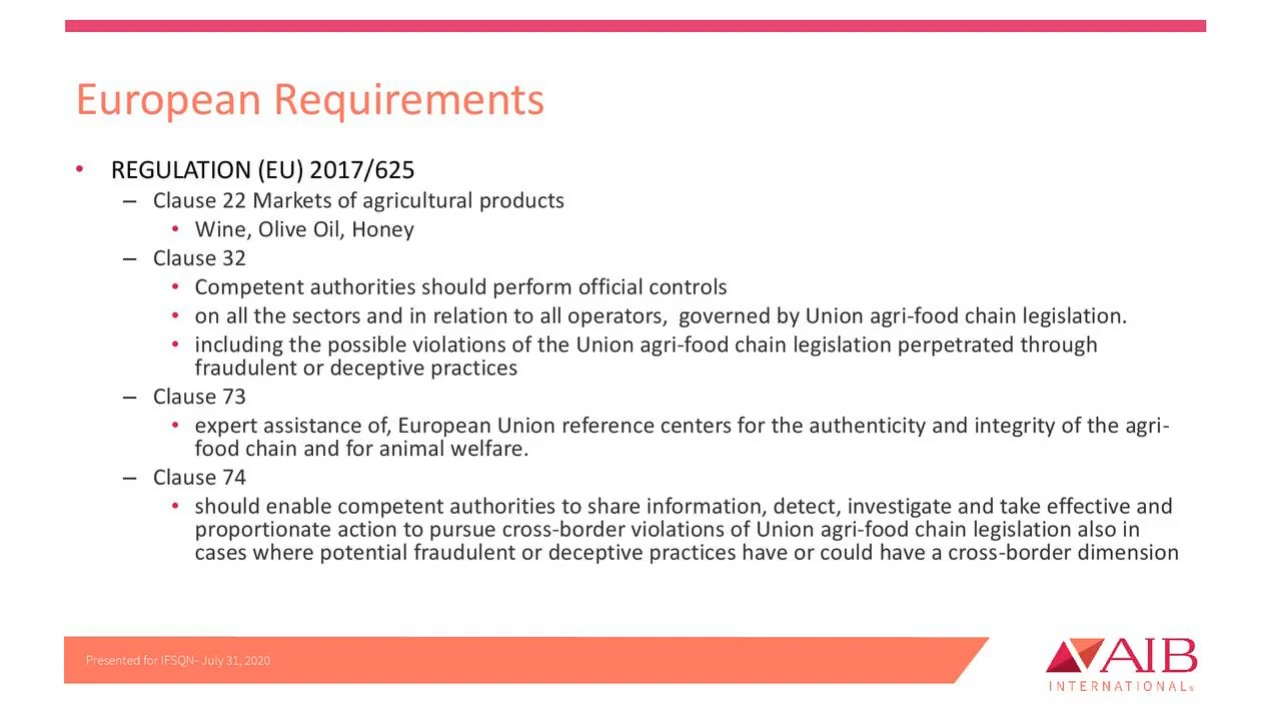 European Requirements
• REGULATION (EU) 2017/625
– Clause 22 Markets of agricultural products
• Wine, Olive Oil, Honey
– Clause 32
• Competent authorities should perform official controls
• on all the sectors and in relation to all operators,  governed by Union agri-food chain legislation.
• including the possible violations of the Union agri-food chain legislation perpetrated through
fraudulent or deceptive practices
– Clause 73
• expert assistance of, European Union reference centers for the authenticity and integrity of the agri-
food chain and for animal welfare.
– Clause 74
• should enable competent authorities to share information, detect, investigate and take effective and
proportionate action to pursue cross-border violations of Union agri-food chain legislation also in
cases where potential fraudulent or deceptive practices have or could have a cross-border dimension
Presented for IFSQN- July 31, 2020
AIB
INTERNATIONAL®